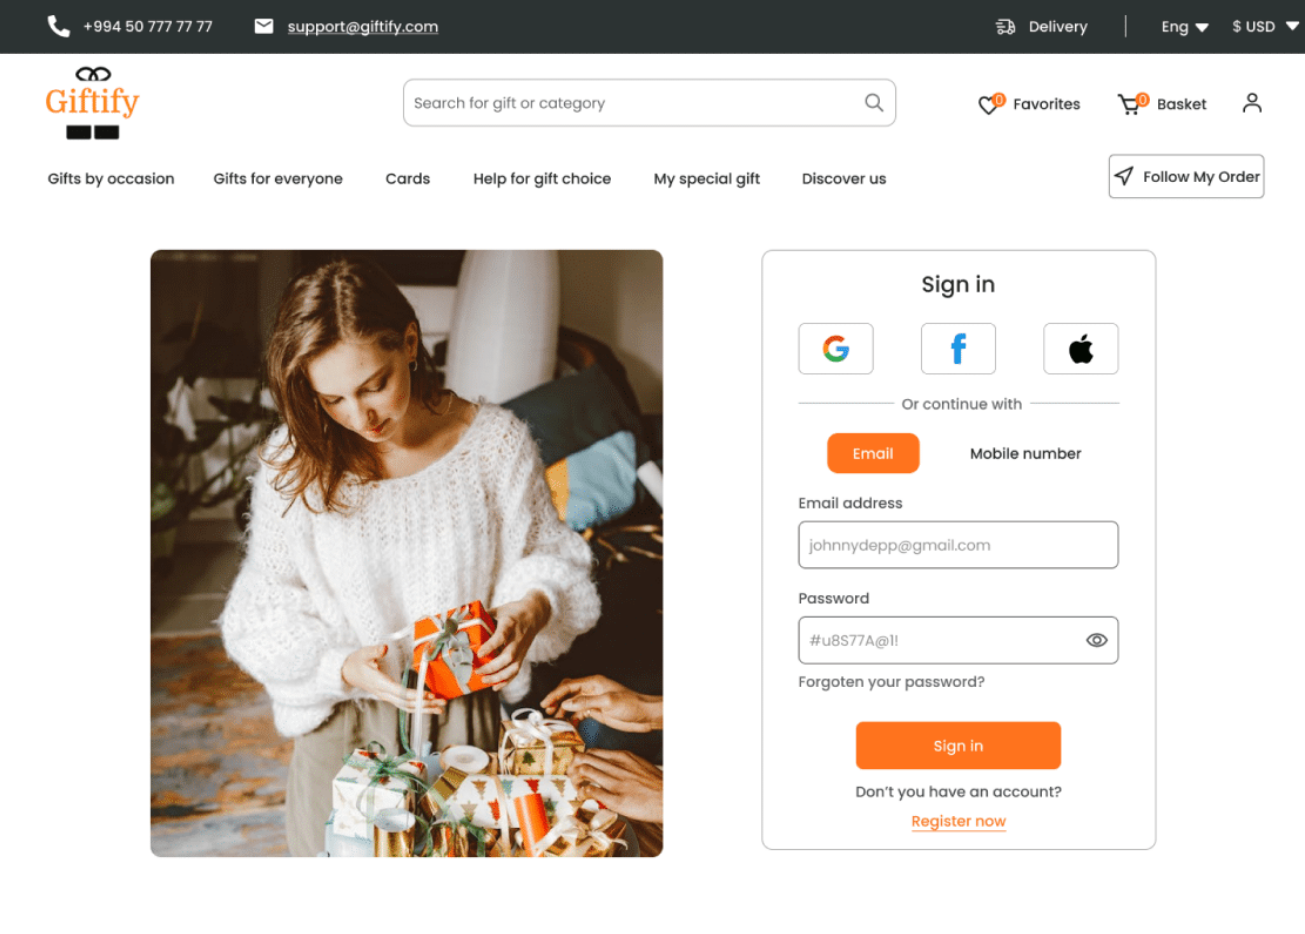 +994 50 777 77 77
support@giftify.com
Delivery
Eng
$ USD
Giftify
Search for gift or category
0
Favorites
0
Basket
Gifts by occasion
Gifts for everyone
Cards
Help for gift choice
My special gift
Discover us
Follow My Order
Sign in
Or continue with
Email
Mobile number
Email address
johnnydepp@gmail.com
Password
#u8S77A@1!
Forgoten your password?
Sign in
Don't you have an account?
Register now